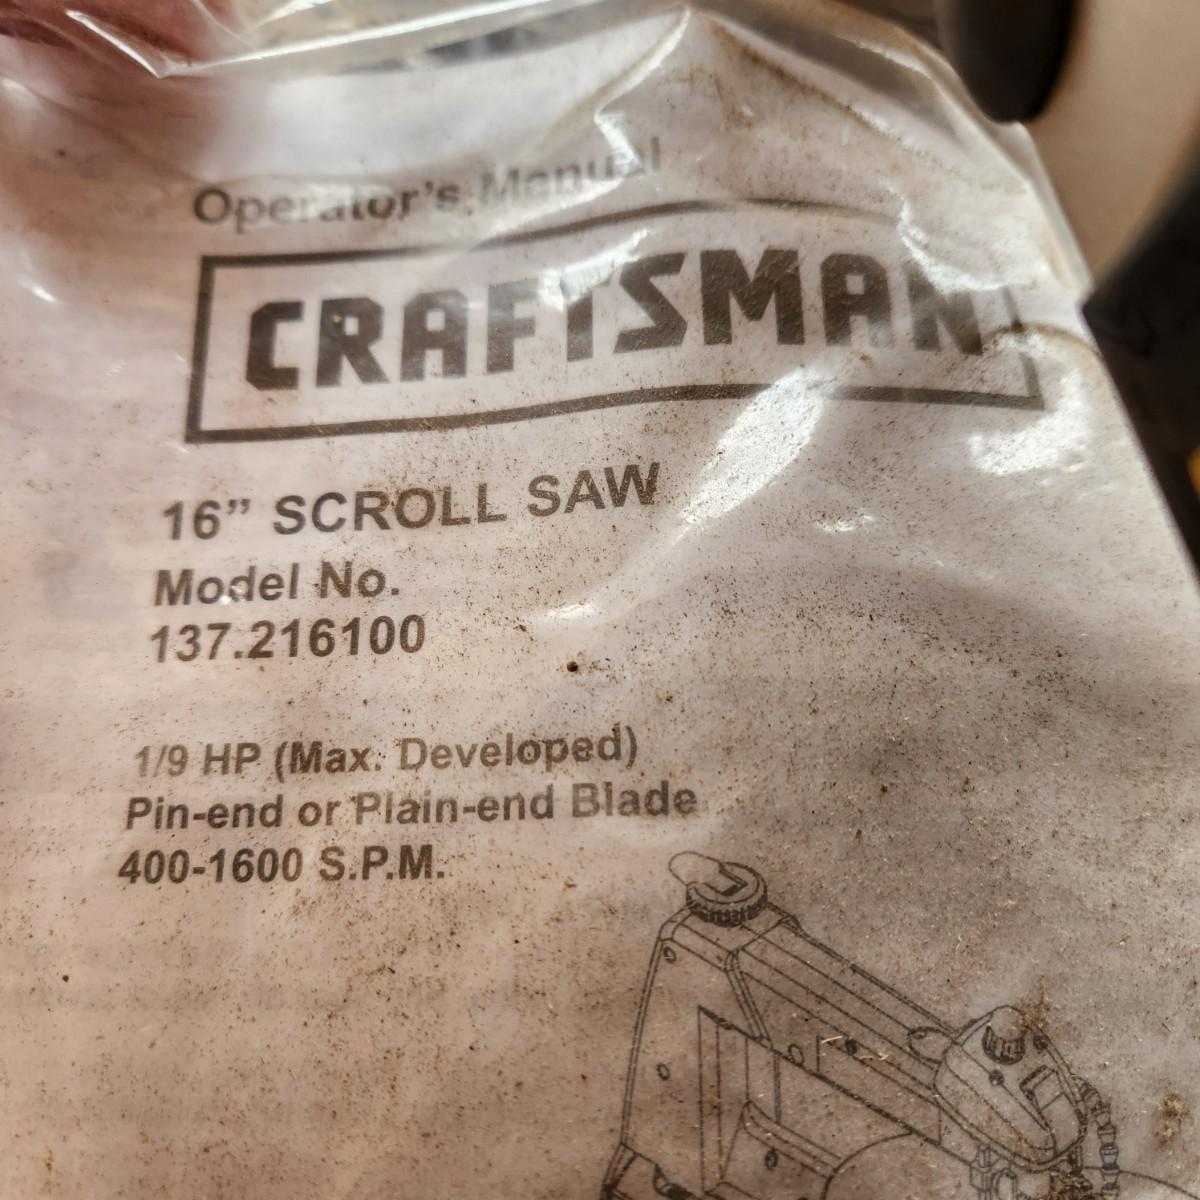 Operator's Manual
CRAFTSMAN
16” SCROLL SAW
Model No.
137.216100
1/9 HP (Max. Developed)
Pin-end or Plain-end Blade
400-1600 S.P.M.